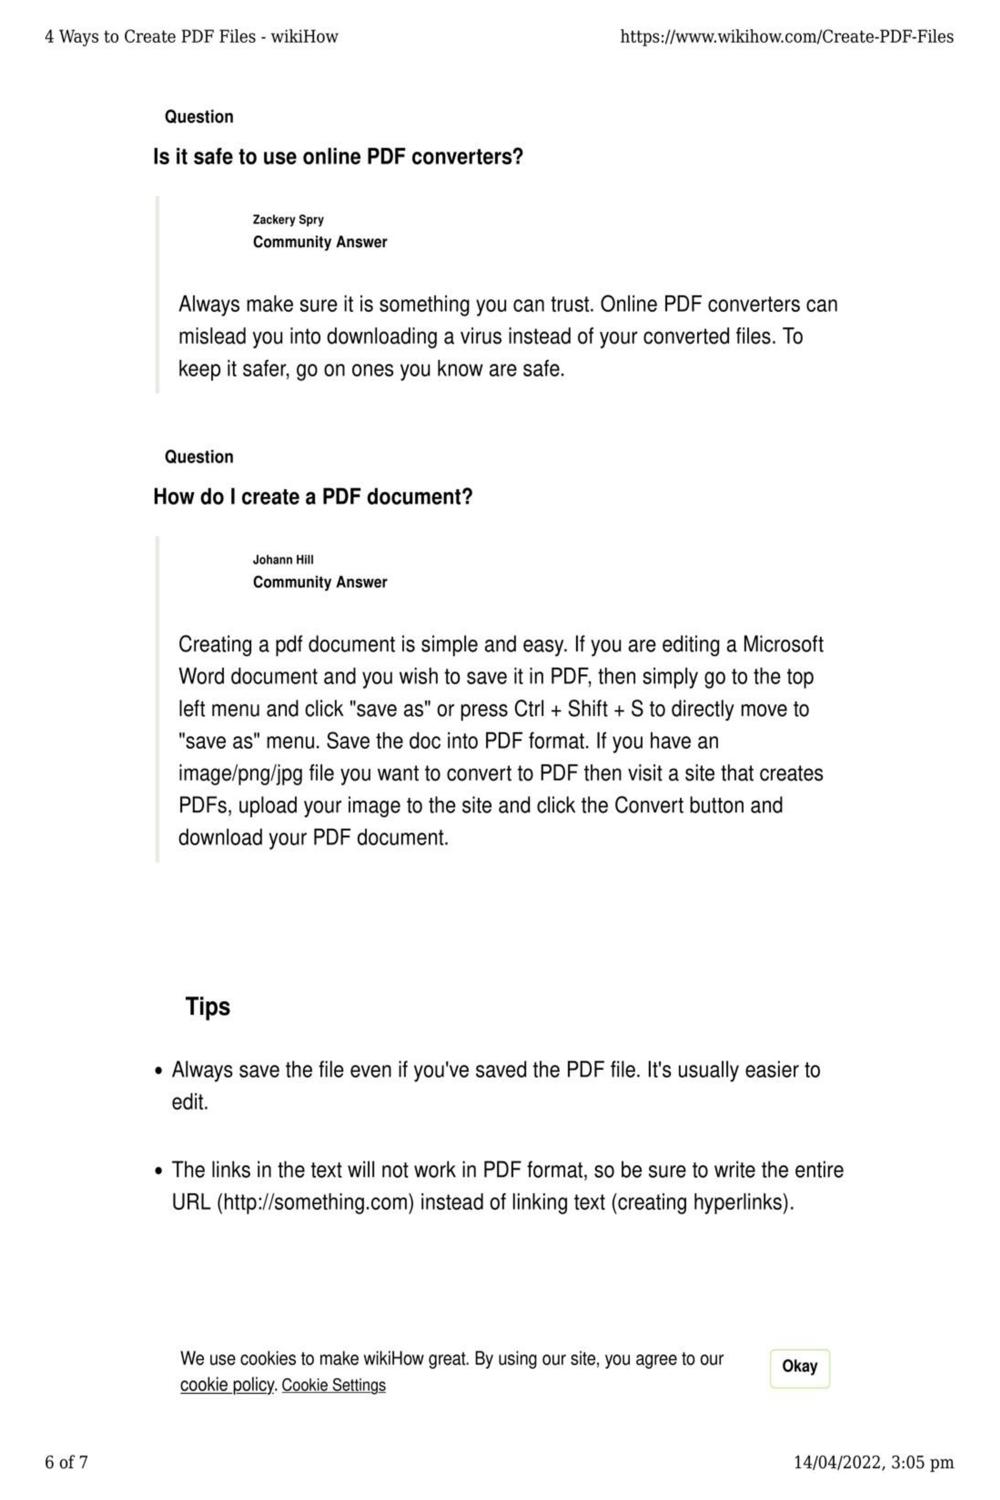 4 Ways to Create PDF Files - wikiHow
https://www.wikihow.com/Create-PDF-Files
Question
Is it safe to use online PDF converters?
Zackery Spry
Community Answer
Always make sure it is something you can trust. Online PDF converters can
mislead you into downloading a virus instead of your converted files. To
keep it safer, go on ones you know are safe.
Question
How do I create a PDF document?
Johann Hill
Community Answer
Creating a pdf document is simple and easy. If you are editing a Microsoft
Word document and you wish to save it in PDF, then simply go to the top
left menu and click "save as" or press Ctrl + Shift + S to directly move to
"save as" menu. Save the doc into PDF format. If you have an
image/png/jpg file you want to convert to PDF then visit a site that creates
PDFs, upload your image to the site and click the Convert button and
download your PDF document.
Tips
• Always save the file even if you've saved the PDF file. It's usually easier to
edit.
• The links in the text will not work in PDF format, so be sure to write the entire
URL (http://something.com) instead of linking text (creating hyperlinks).
We use cookies to make wikiHow great. By using our site, you agree to our
cookie policy. Cookie Settings
Okay
6 of 7
14/04/2022, 3:05 pm